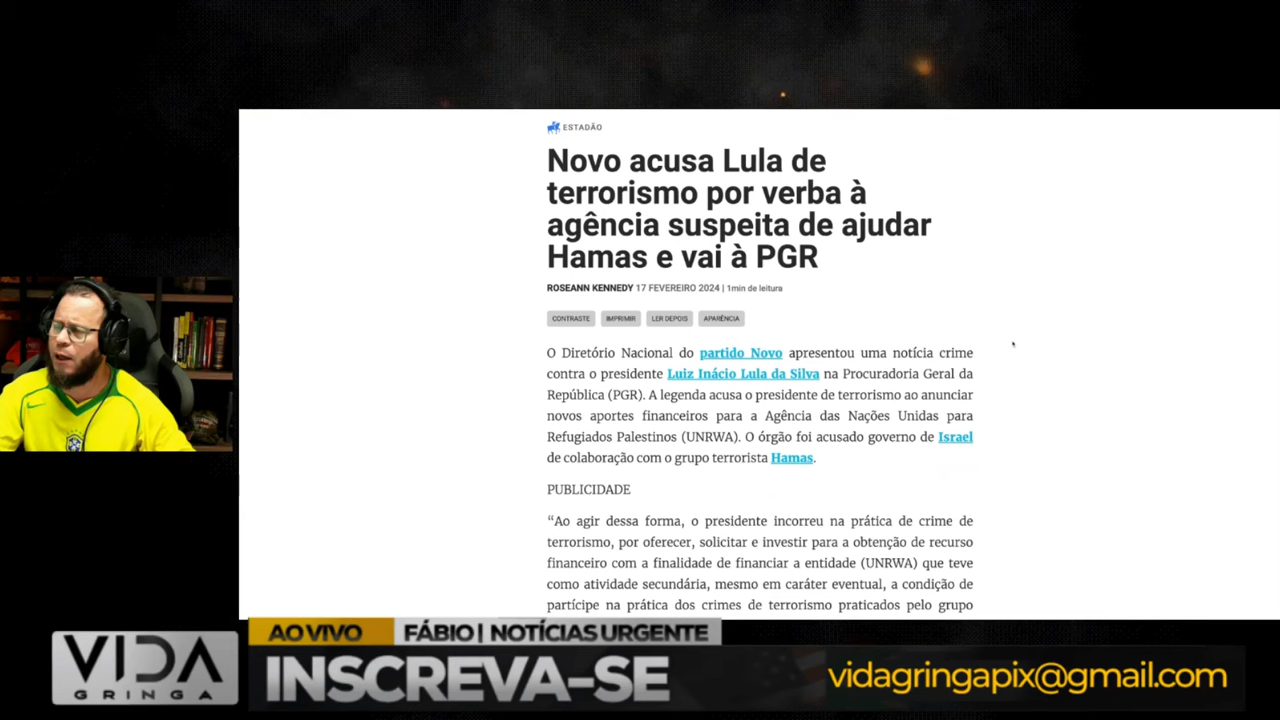 ESTADÃO
Novo acusa Lula de
terrorismo por verba à
agência suspeita de ajudar
Hamas e vai à PGR
ROSEANN KENNEDY 17 FEVEREIRO 2024 | 1min de leitura
CONTRASTE IMPRIMIR LER DEPOIS APARÊNCIA
O Diretório Nacional do partido Novo apresentou uma notícia crime
contra o presidente Luiz Inácio Lula da Silva na Procuradoria Geral da
República (PGR). A legenda acusa o presidente de terrorismo ao anunciar
novos aportes financeiros para a Agência das Nações Unidas para
Refugiados Palestinos (UNRWA). O órgão foi acusado governo de Israel
de colaboração com o grupo terrorista Hamas.
PUBLICIDADE
“Ao agir dessa forma, o presidente incorreu na prática de crime de
terrorismo, por oferecer, solicitar e investir para a obtenção de recurso
financeiro com a finalidade de financiar a entidade (UNRWA) que teve
como atividade secundária, mesmo em caráter eventual, a condição de
partícipe na prática dos crimes de terrorismo praticados pelo grupo
AO VIVO FÁBIO | NOTÍCIAS URGENTE
VIDA
GRINGA
INSCREVA-SE
vidagringapix@gmail.com